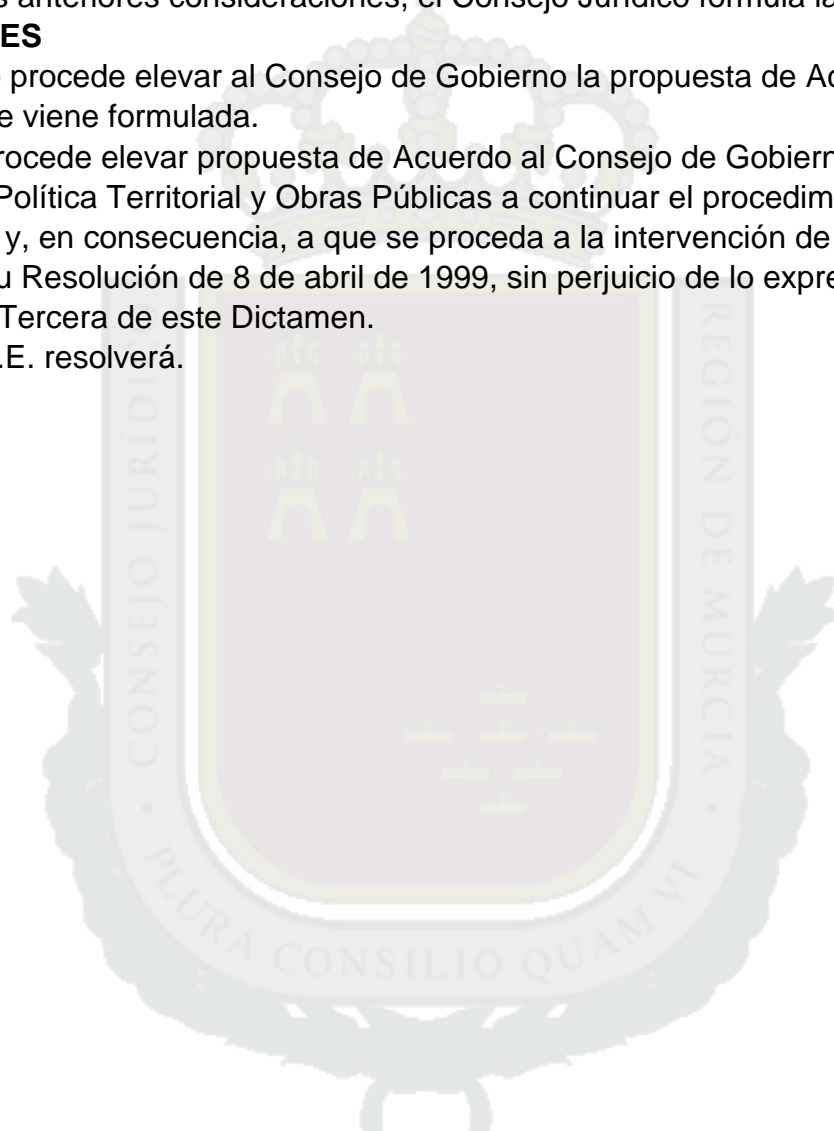 anteriores consideraciones, el Consejo Jurídico formula la
ES
procede elevar al Consejo de Gobierno la propuesta de
e viene formulada.
rocede elevar propuesta de Acuerdo al Consejo de Gobiern
Política Territorial y Obras Públicas a continuar el procedim
y, en consecuencia, a que se proceda a la intervención de
u Resolución de 8 de abril de 1999, sin perjuicio de lo expre
Tercera de este Dictamen.
.E. resolverá.
CONSEJO JURÍDICO
REGIÓN DE MURCIA
PLURA CONSILIO QUAM VI